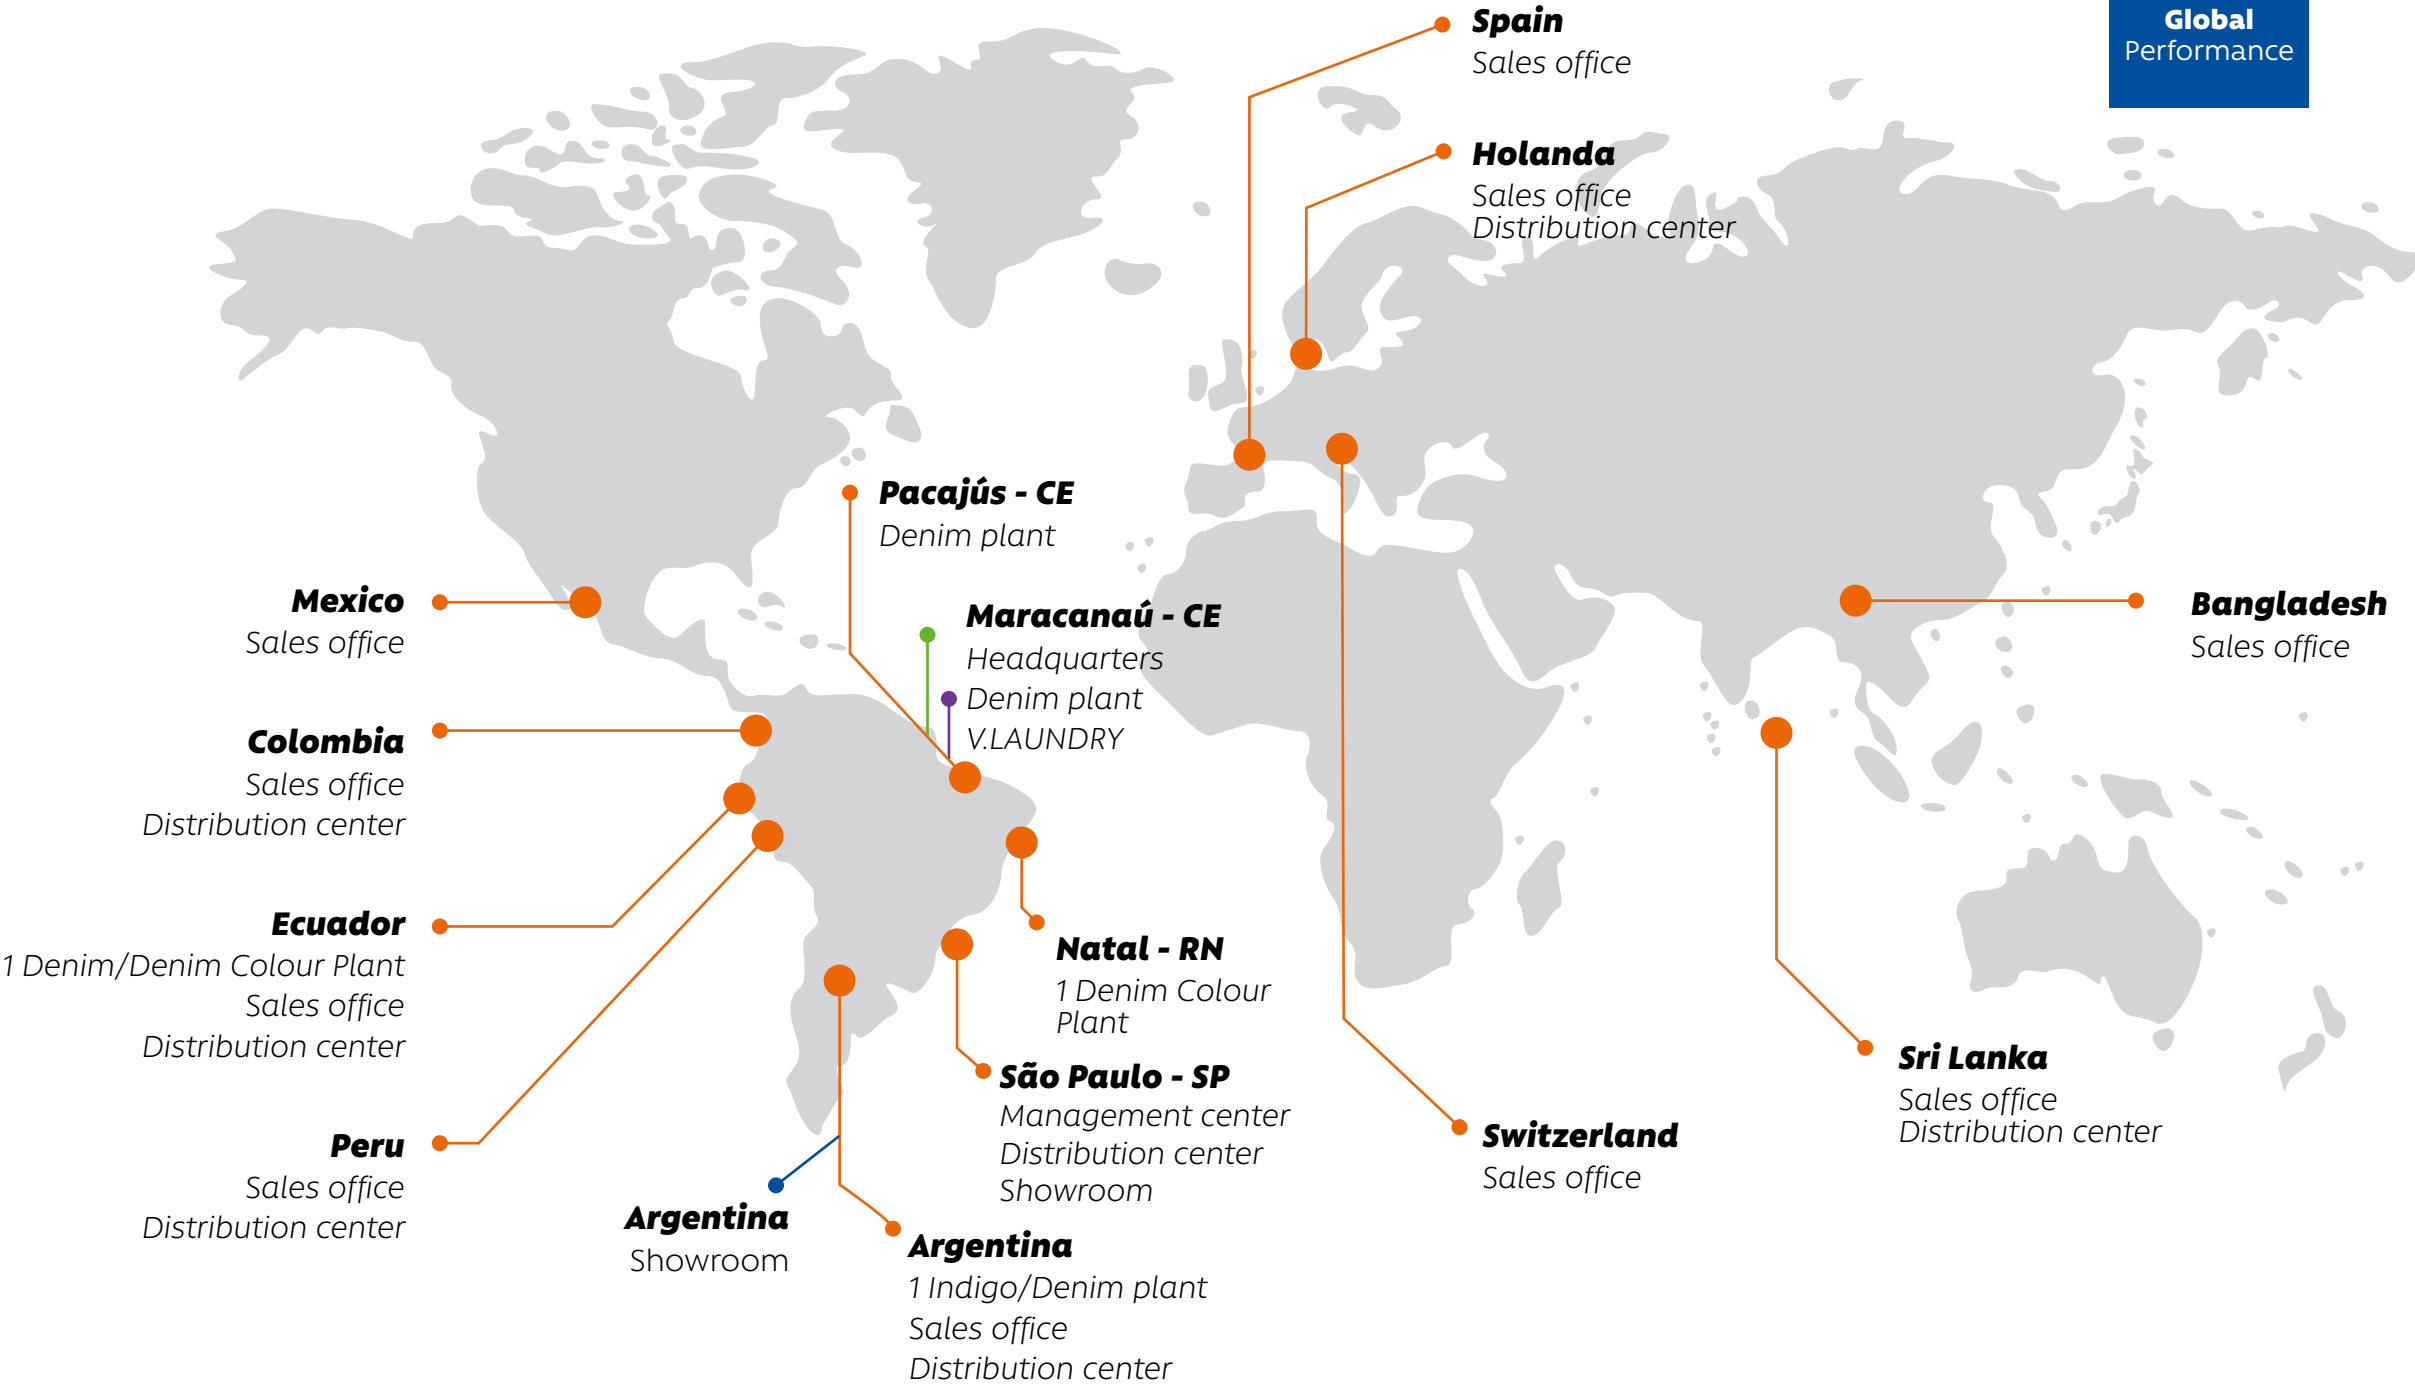 Global
Performance
Spain
Sales office
Holanda
Sales office
Distribution center
Pacajús - CE
Denim plant
Maracanaú - CE
Headquarters
Denim plant
V.LAUNDRY
Mexico
Sales office
Colombia
Sales office
Distribution center
Ecuador
1 Denim/Denim Colour Plant
Sales office
Distribution center
Peru
Sales office
Distribution center
Argentina
Showroom
Argentina
1 Indigo/Denim plant
Sales office
Distribution center
São Paulo - SP
Management center
Distribution center
Showroom
Natal - RN
1 Denim Colour
Plant
Switzerland
Sales office
Sri Lanka
Sales office
Distribution center
Bangladesh
Sales office